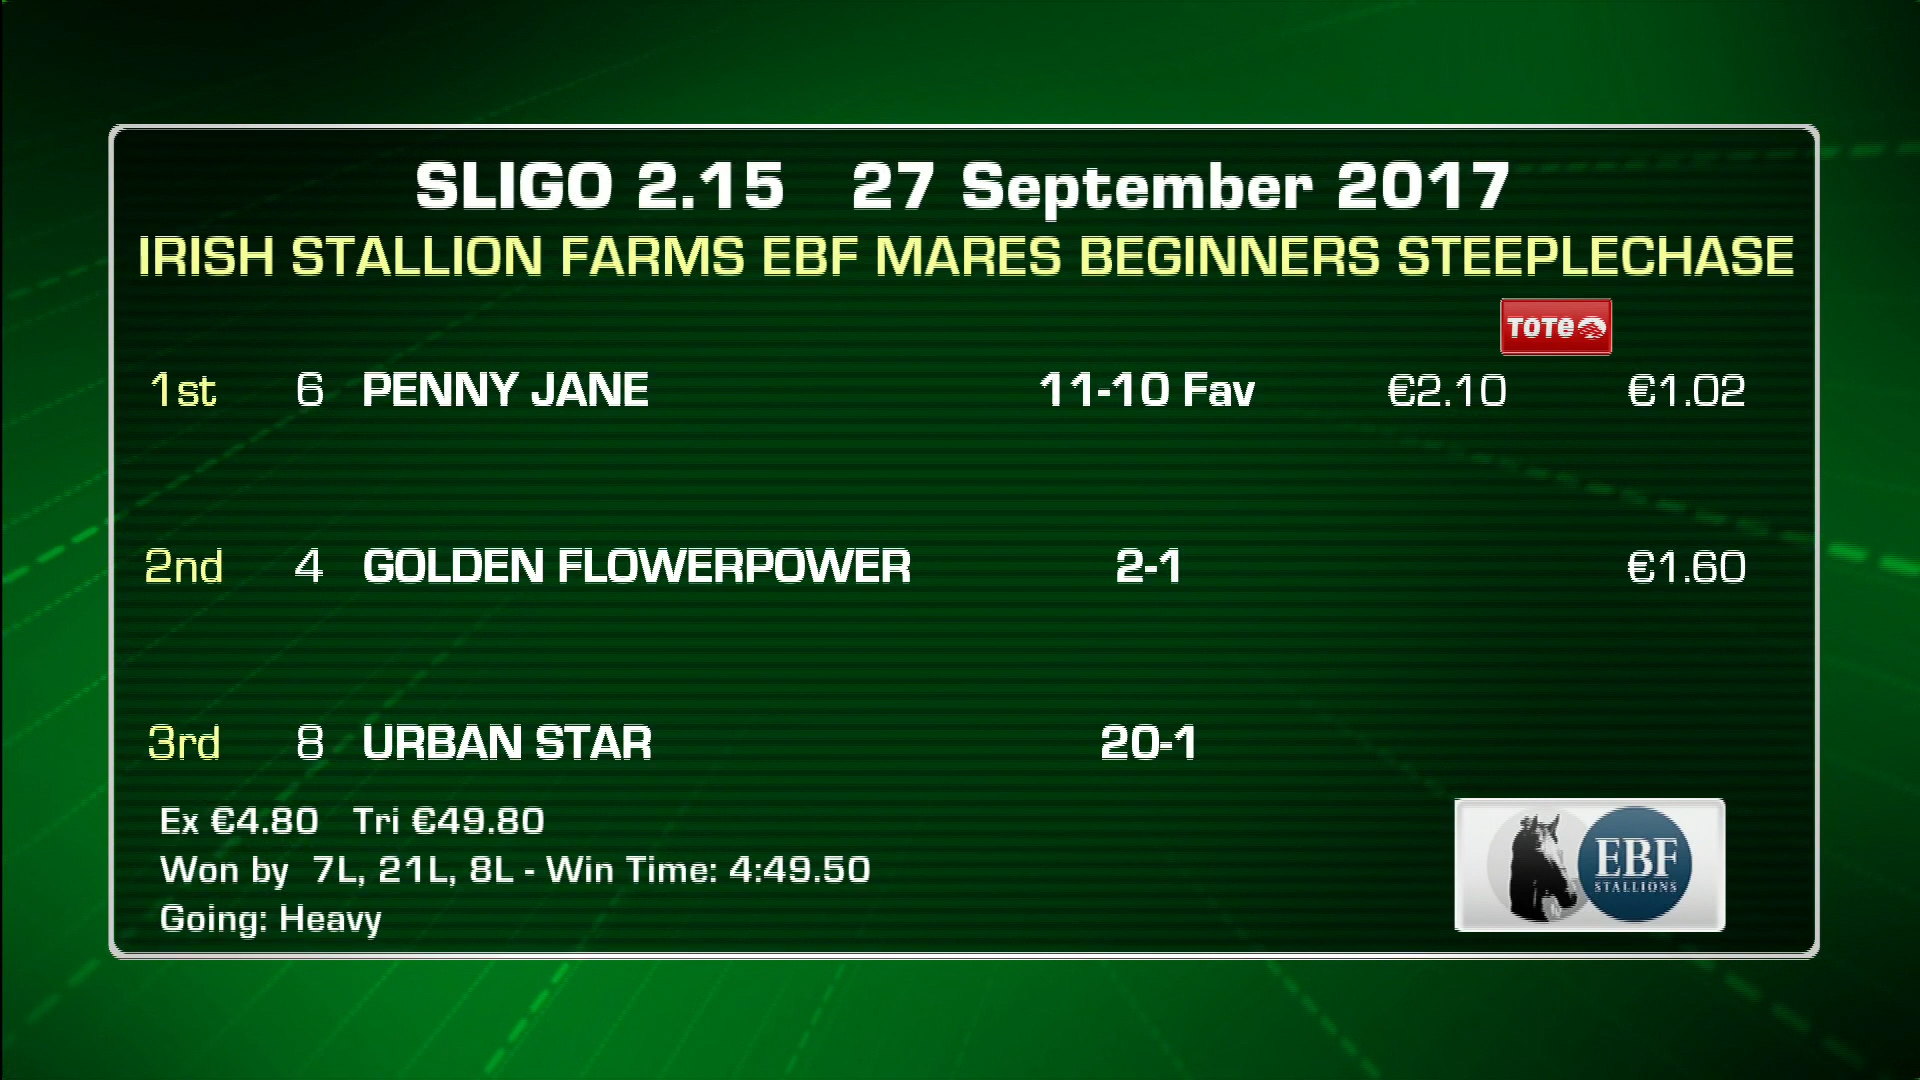 SLIGO 2.15 27 September 2017
IRISH STALLION FARMS EBF MARES BEGINNERS STEEPLECHASE
TOTE
1st 6 PENNY JANE 11-10 Fav €2.10 €1.02
2nd 4 GOLDEN FLOWERPOWER 2-1 €1.60
3rd 8 URBAN STAR 20-1
Ex €4.80 Tri €49.80
Won by 7L, 21L, 8L - Win Time: 4:49.50
Going: Heavy
EBF
STALLIONS